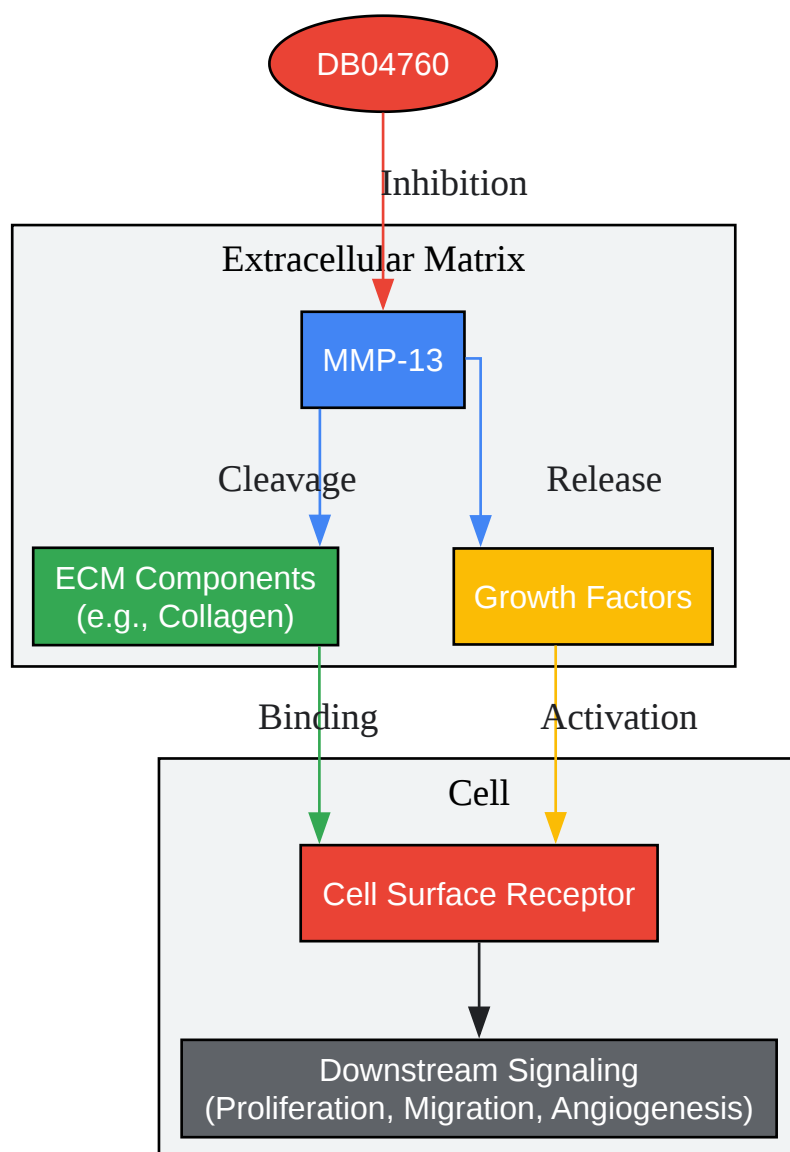 DB04760
Inhibition
Extracellular Matrix
MMP-13
Cleavage
Release
ECM Components
(e.g., Collagen)
Growth Factors
Binding
Activation
Cell
Cell Surface Receptor
Downstream Signaling
(Proliferation, Migration, Angiogenesis)